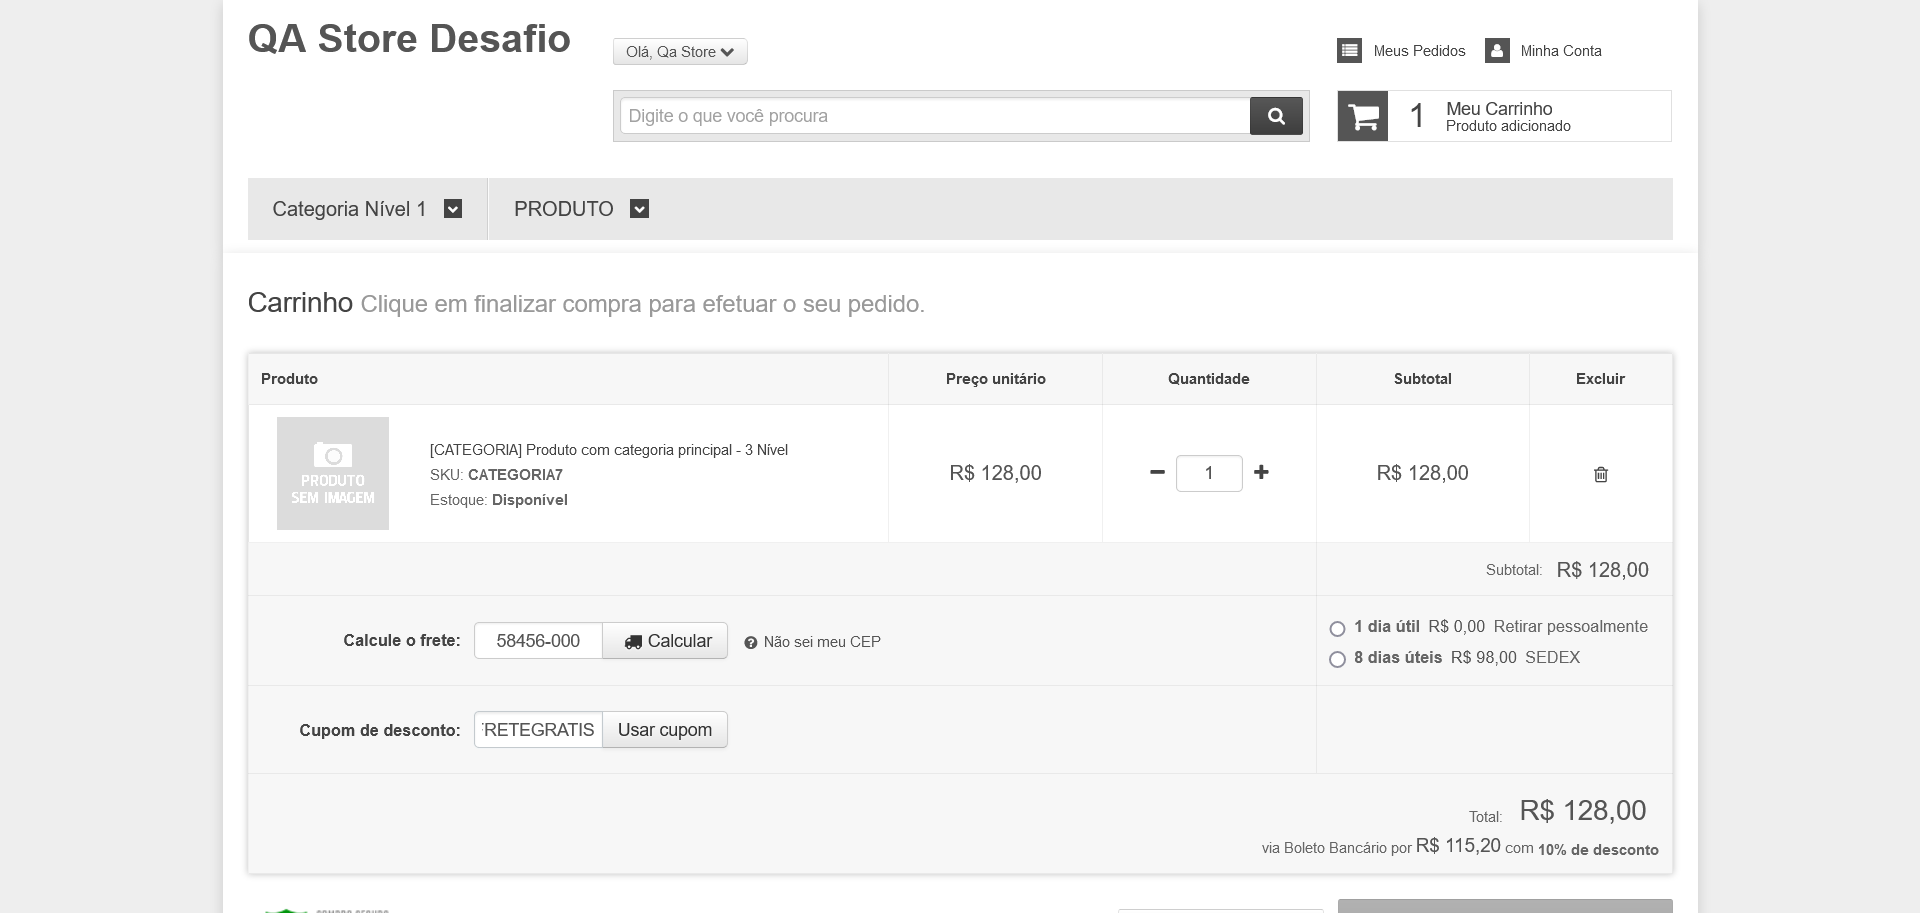 QA Store Desafio
Olá, Qa Store
Meus Pedidos
Minha Conta
Digite o que você procura
1
Meu Carrinho
Produto adicionado
Categoria Nível 1
PRODUTO
Carrinho Clique em finalizar compra para efetuar o seu pedido.
Produto
Preço unitário
Quantidade
Subtotal
Excluir
PRODUTO
SEM IMAGEM
[CATEGORIA] Produto com categoria principal - 3 Nível
SKU: CATEGORIA7
Estoque: Disponível
R$ 128,00
1
R$ 128,00
Subtotal: R$ 128,00
Calcule o frete:
58456-000
Calcular
Não sei meu CEP
1 dia útil R$ 0,00 Retirar pessoalmente
8 dias úteis R$ 98,00 SEDEX
Cupom de desconto:
RETEGRATIS
Usar cupom
Total: R$ 128,00
via Boleto Bancário por R$ 115,20 com 10% de desconto